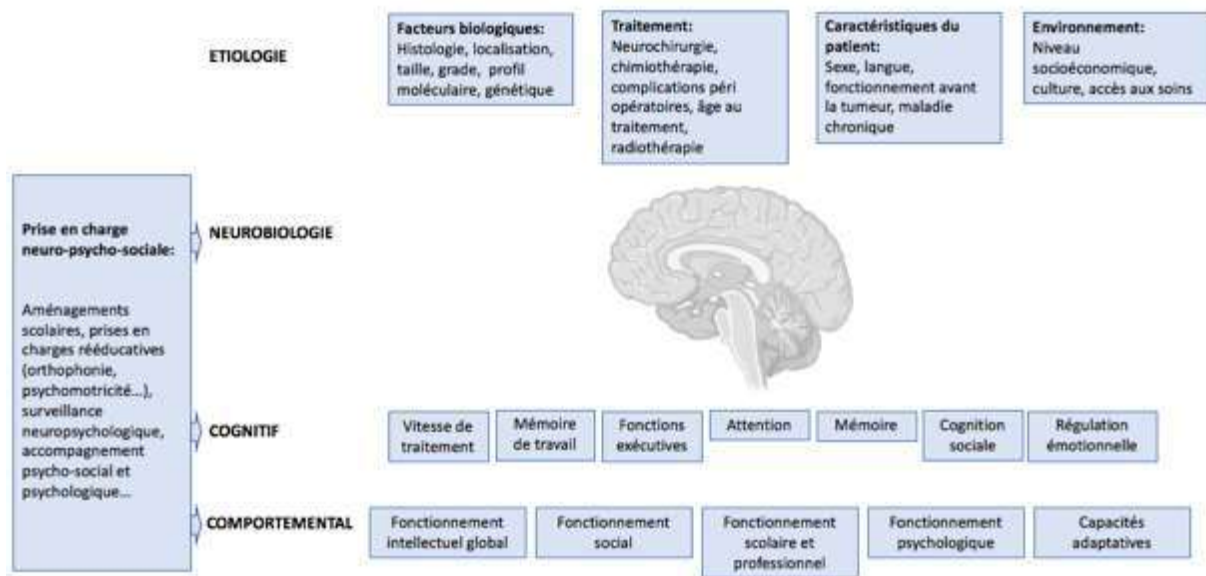 ETIOLOGIE
Facteurs biologiques:
Histologie, localisation,
taille, grade, profil
moléculaire, génétique
Traitement:
Neurochirurgie,
chimiothérapie,
complications péri
opératoires, âge au
traitement,
radiothérapie
Caractéristiques du
patient:
Sexe, langue,
fonctionnement avant
la tumeur, maladie
chronique
Environnement:
Niveau
socioéconomique,
culture, accès aux soins
Prise en charge
neuro-psycho-sociale:
Aménagements
scolaires, prises en
charges rééducatives
(orthophonie,
psychomotricité...),
surveillance
neuropsychologique,
accompagnement
psycho-social et
psychologique...
NEUROBIOLOGIE
COGNITIF
Vitesse de
traitement
Mémoire
de travail
Fonctions
exécutives
Attention
Mémoire
Cognition
sociale
Régulation
émotionnelle
COMPORTEMENTAL
Fonctionnement
intellectuel global
Fonctionnement
social
Fonctionnement
scolaire et
professionnel
Fonctionnement
psychologique
Capacités
adaptatives